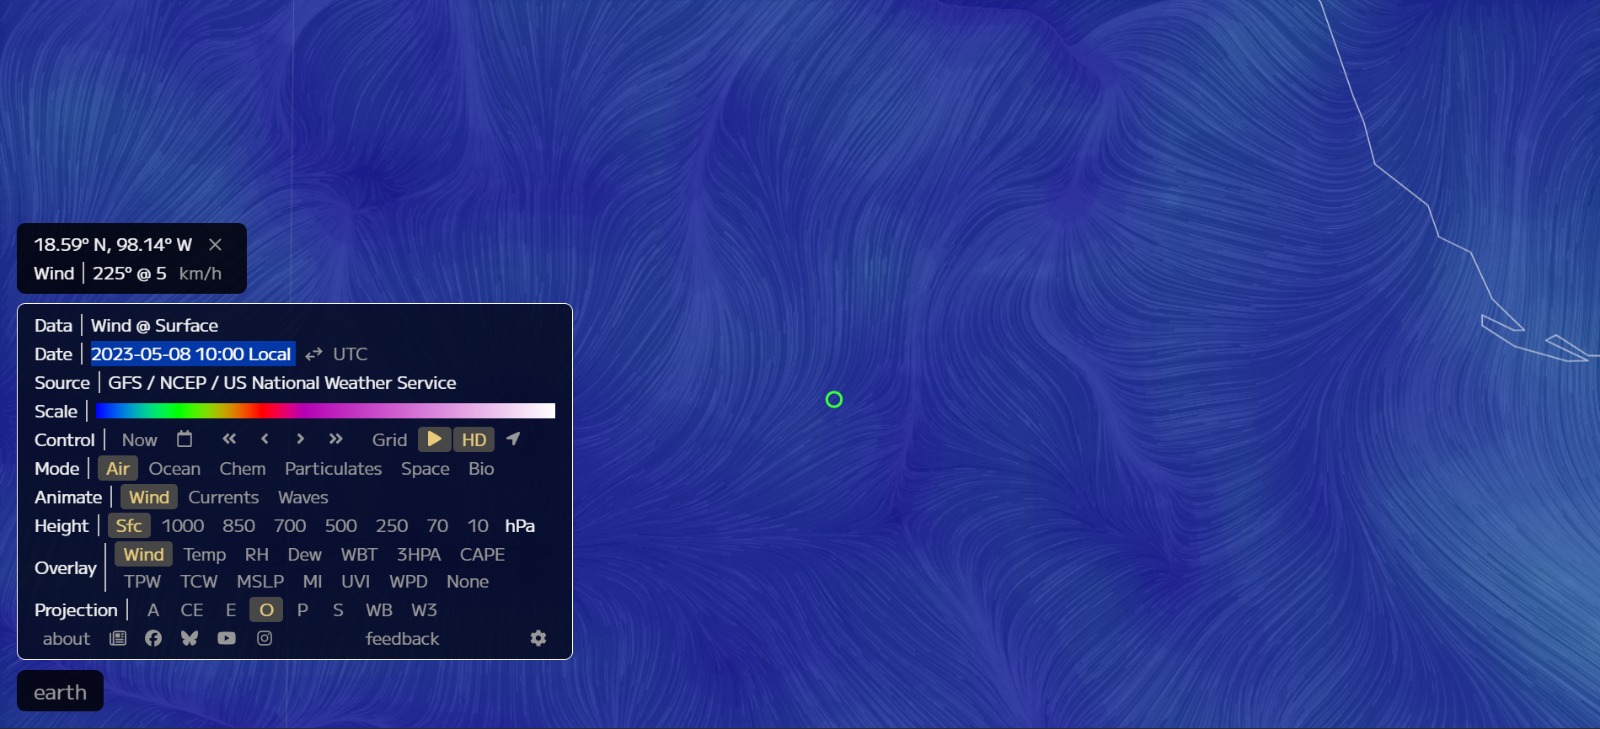 18.59° N, 98.14° W ×
Wind | 225° @ 5 km/h
Data | Wind @ Surface
Date | 2023-05-08 10:00 Local UTC
Source | GFS / NCEP / US National Weather Service
Scale |
Control | Now « ‹ › » Grid HD
Mode | Air Ocean Chem Particulates Space Bio
Animate | Wind Currents Waves
Height | Sfc 1000 850 700 500 250 70 10 hPa
Overlay | Wind Temp RH Dew WBT 3HPA CAPE
TPW TCW MSLP MI UVI WPD None
Projection | A CE E O P S WB W3
about feedback
earth